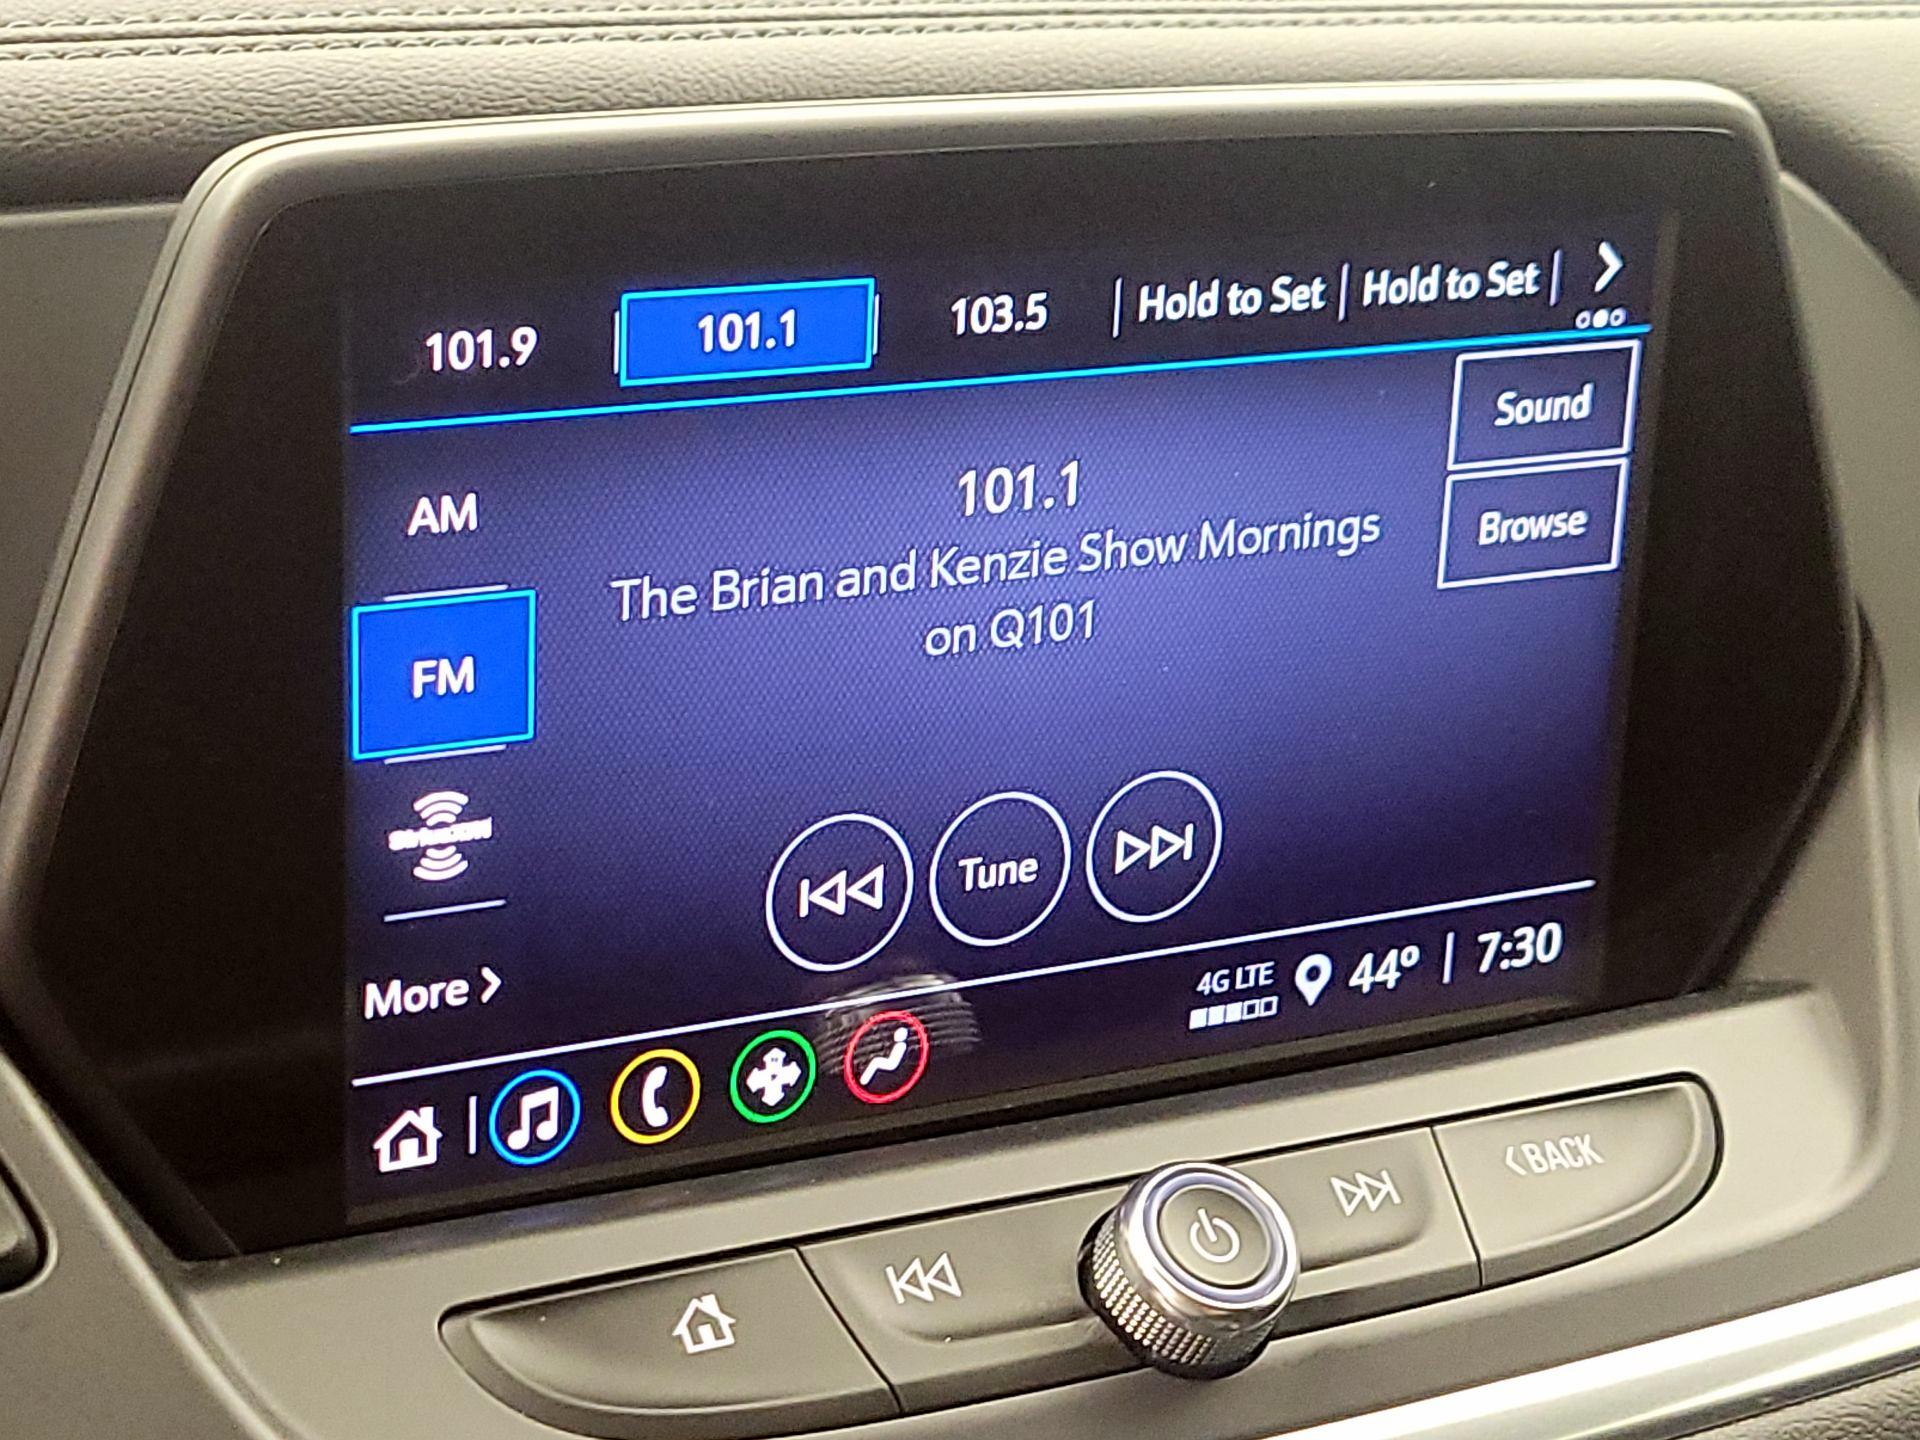 101.9 | 101.1 | 103.5 | Hold to Set | Hold to Set |
Sound
AM
101.1
Browse
The Brian and Kenzie Show Mornings
on Q101
FM
SiriusXM
Tune
More
4G LTE 44° | 7:30
BACK